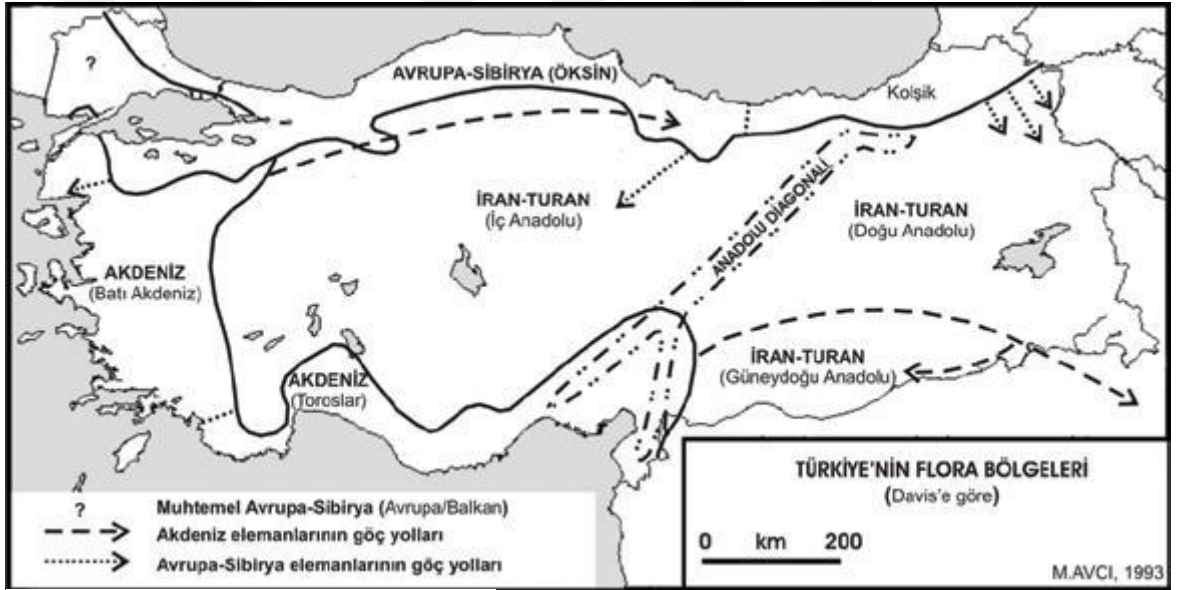 ?
AVRUPA-SİBİRYA (ÖKSİN)
Kolşik
İRAN-TURAN
(İç Anadolu)
ANADOLU DIAGONALİ
İRAN-TURAN
(Doğu Anadolu)
AKDENİZ
(Batı Akdeniz)
AKDENİZ
(Toroslar)
İRAN-TURAN
(Güneydoğu Anadolu)
TÜRKİYE'NİN FLORA BÖLGELERİ
(Davis'e göre)
0 km 200
M.AVCI, 1993
? Muhtemel Avrupa-Sibirya (Avrupa/Balkan)
Akdeniz elemanlarının göç yolları
Avrupa-Sibirya elemanlarının göç yolları